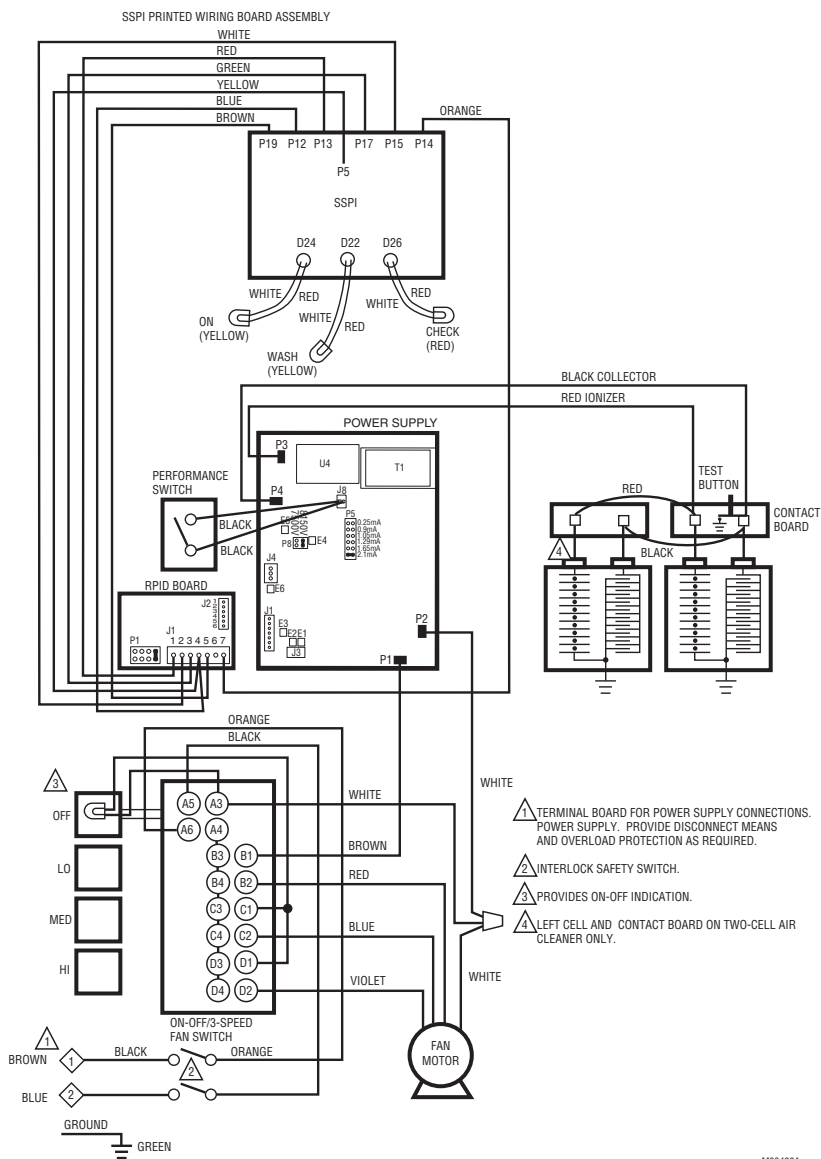 SSPI PRINTED WIRING BOARD ASSEMBLY
WHITE
RED
GREEN
YELLOW
BLUE
BROWN
ORANGE
P19 P12 P13 P17 P15 P14
P5
SSPI
D24 D22 D26
WHITE RED
WHITE RED
WHITE RED
ON
(YELLOW)
WASH
(YELLOW)
CHECK
(RED)
BLACK COLLECTOR
RED IONIZER
POWER SUPPLY
P3
U4
T1
P4
J8
PERFORMANCE
SWITCH
BLACK
BLACK
8150V
P5
0.25mA
0.9mA
1.05mA
1.29mA
1.65mA
2.1mA
P8
E4
J4
E6
J1
E3
E2E1
J3
P2
P1
RED
TEST
BUTTON
CONTACT
BOARD
BLACK
4
RPID BOARD
J2 1
2
3
4
5
6
P1
J1
1 2 3 4 5 6 7
ORANGE
BLACK
3
OFF
LO
MED
HI
A5 A3
A6 A4
B3 B1
B4 B2
C3 C1
C4 C2
D3 D1
D4 D2
WHITE
BROWN
RED
BLUE
VIOLET
WHITE
WHITE
FAN
MOTOR
ON-OFF/3-SPEED
FAN SWITCH
1
BROWN 1 BLACK ORANGE
2
BLUE 2
GROUND
GREEN
1 TERMINAL BOARD FOR POWER SUPPLY CONNECTIONS.
POWER SUPPLY. PROVIDE DISCONNECT MEANS
AND OVERLOAD PROTECTION AS REQUIRED.
2 INTERLOCK SAFETY SWITCH.
3 PROVIDES ON-OFF INDICATION.
4 LEFT CELL AND CONTACT BOARD ON TWO-CELL AIR
CLEANER ONLY.